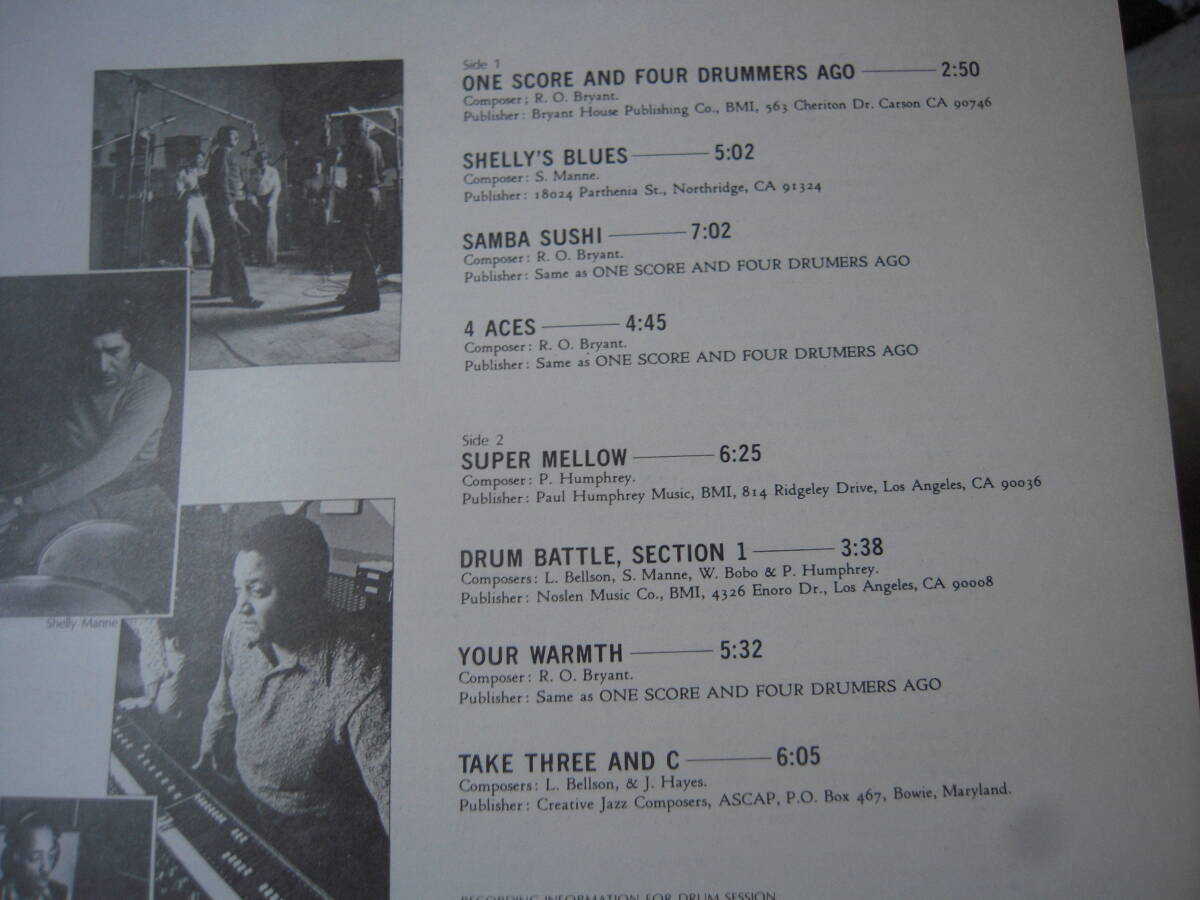 Side 1
ONE SCORE AND FOUR DRUMMERS AGO — 2:50
Composer; R. O. Bryant.
Publisher: Bryant House Publishing Co., BMI, 563 Cheriton Dr. Carson CA 90746
SHELLY'S BLUES — 5:02
Composer: S. Manne.
Publisher: 18024 Parthenia St., Northridge, CA 91324
SAMBA SUSHI — 7:02
Composer: R. O. Bryant.
Publisher: Same as ONE SCORE AND FOUR DRUMERS AGO
4 ACES — 4:45
Composer: R. O. Bryant.
Publisher: Same as ONE SCORE AND FOUR DRUMERS AGO
Side 2
SUPER MELLOW — 6:25
Composer: P. Humphrey.
Publisher: Paul Humphrey Music, BMI, 814 Ridgeley Drive, Los Angeles, CA 90036
DRUM BATTLE, SECTION 1 — 3:38
Composers: L. Bellson, S. Manne, W. Bobo & P. Humphrey.
Publisher: Noslen Music Co., BMI, 4326 Enoro Dr., Los Angeles, CA 90008
YOUR WARMTH — 5:32
Composer: R. O. Bryant.
Publisher: Same as ONE SCORE AND FOUR DRUMERS AGO
TAKE THREE AND C — 6:05
Composers: L. Bellson, & J. Hayes.
Publisher: Creative Jazz Composers, ASCAP, P.O. Box 467, Bowie, Maryland.
Shelly Manne
RECORDING INFORMATION FOR DRUM SESSION